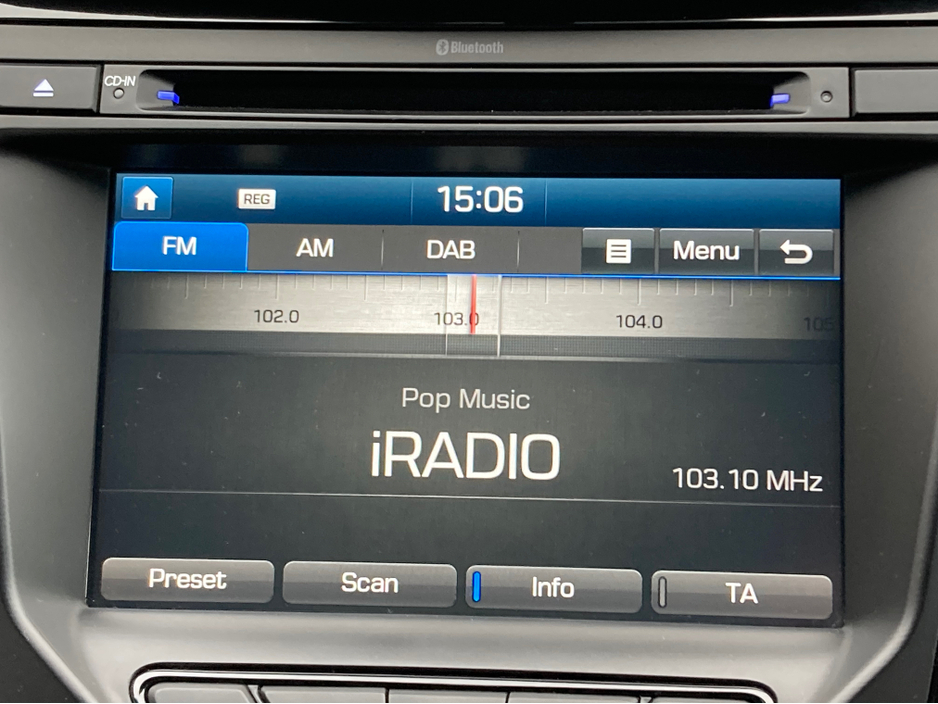 Bluetooth
CD-IN
REG 15:06
FM AM DAB Menu
102.0 103.0 104.0 105
Pop Music
iRADIO
103.10 MHz
Preset Scan Info TA